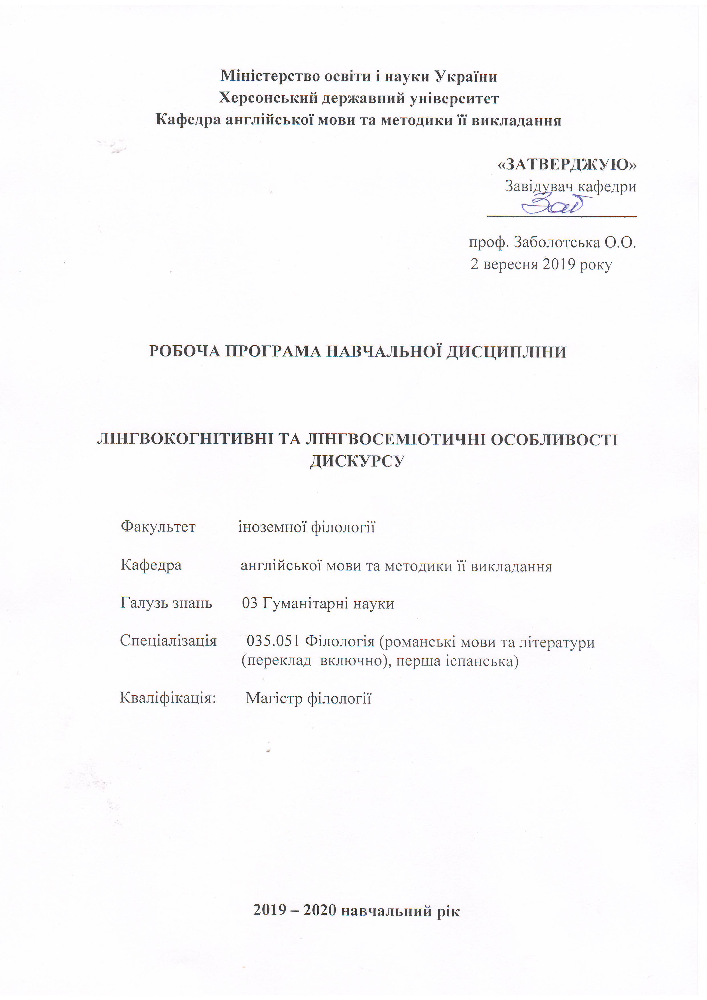 Міністерство освіти і науки України
Херсонський державний університет
Кафедра англійської мови та методики її викладання
«ЗАТВЕРДЖУЮ»
Завідувач кафедри
Заб
проф. Заболотська О.О.
2 вересня 2019 року
РОБОЧА ПРОГРАМА НАВЧАЛЬНОЇ ДИСЦИПЛІНИ
ЛІНГВОКОГНІТИВНІ ТА ЛІНГВОСЕМІОТИЧНІ ОСОБЛИВОСТІ
ДИСКУРСУ
Факультет іноземної філології
Кафедра англійської мови та методики її викладання
Галузь знань 03 Гуманітарні науки
Спеціалізація 035.051 Філологія (романські мови та літератури
(переклад включно), перша іспанська)
Кваліфікація: Магістр філології
2019 – 2020 навчальний рік